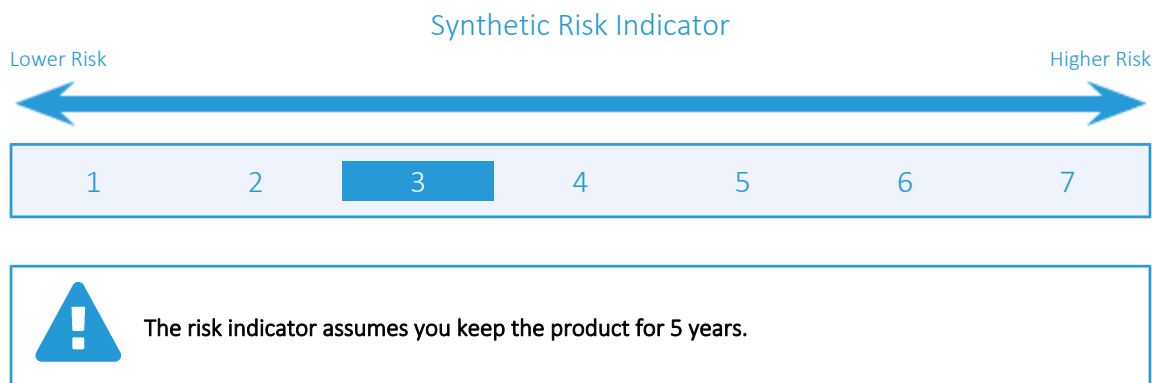 Synthetic Risk Indicator
Lower Risk Higher Risk
1 2 3 4 5 6 7
The risk indicator assumes you keep the product for 5 years.